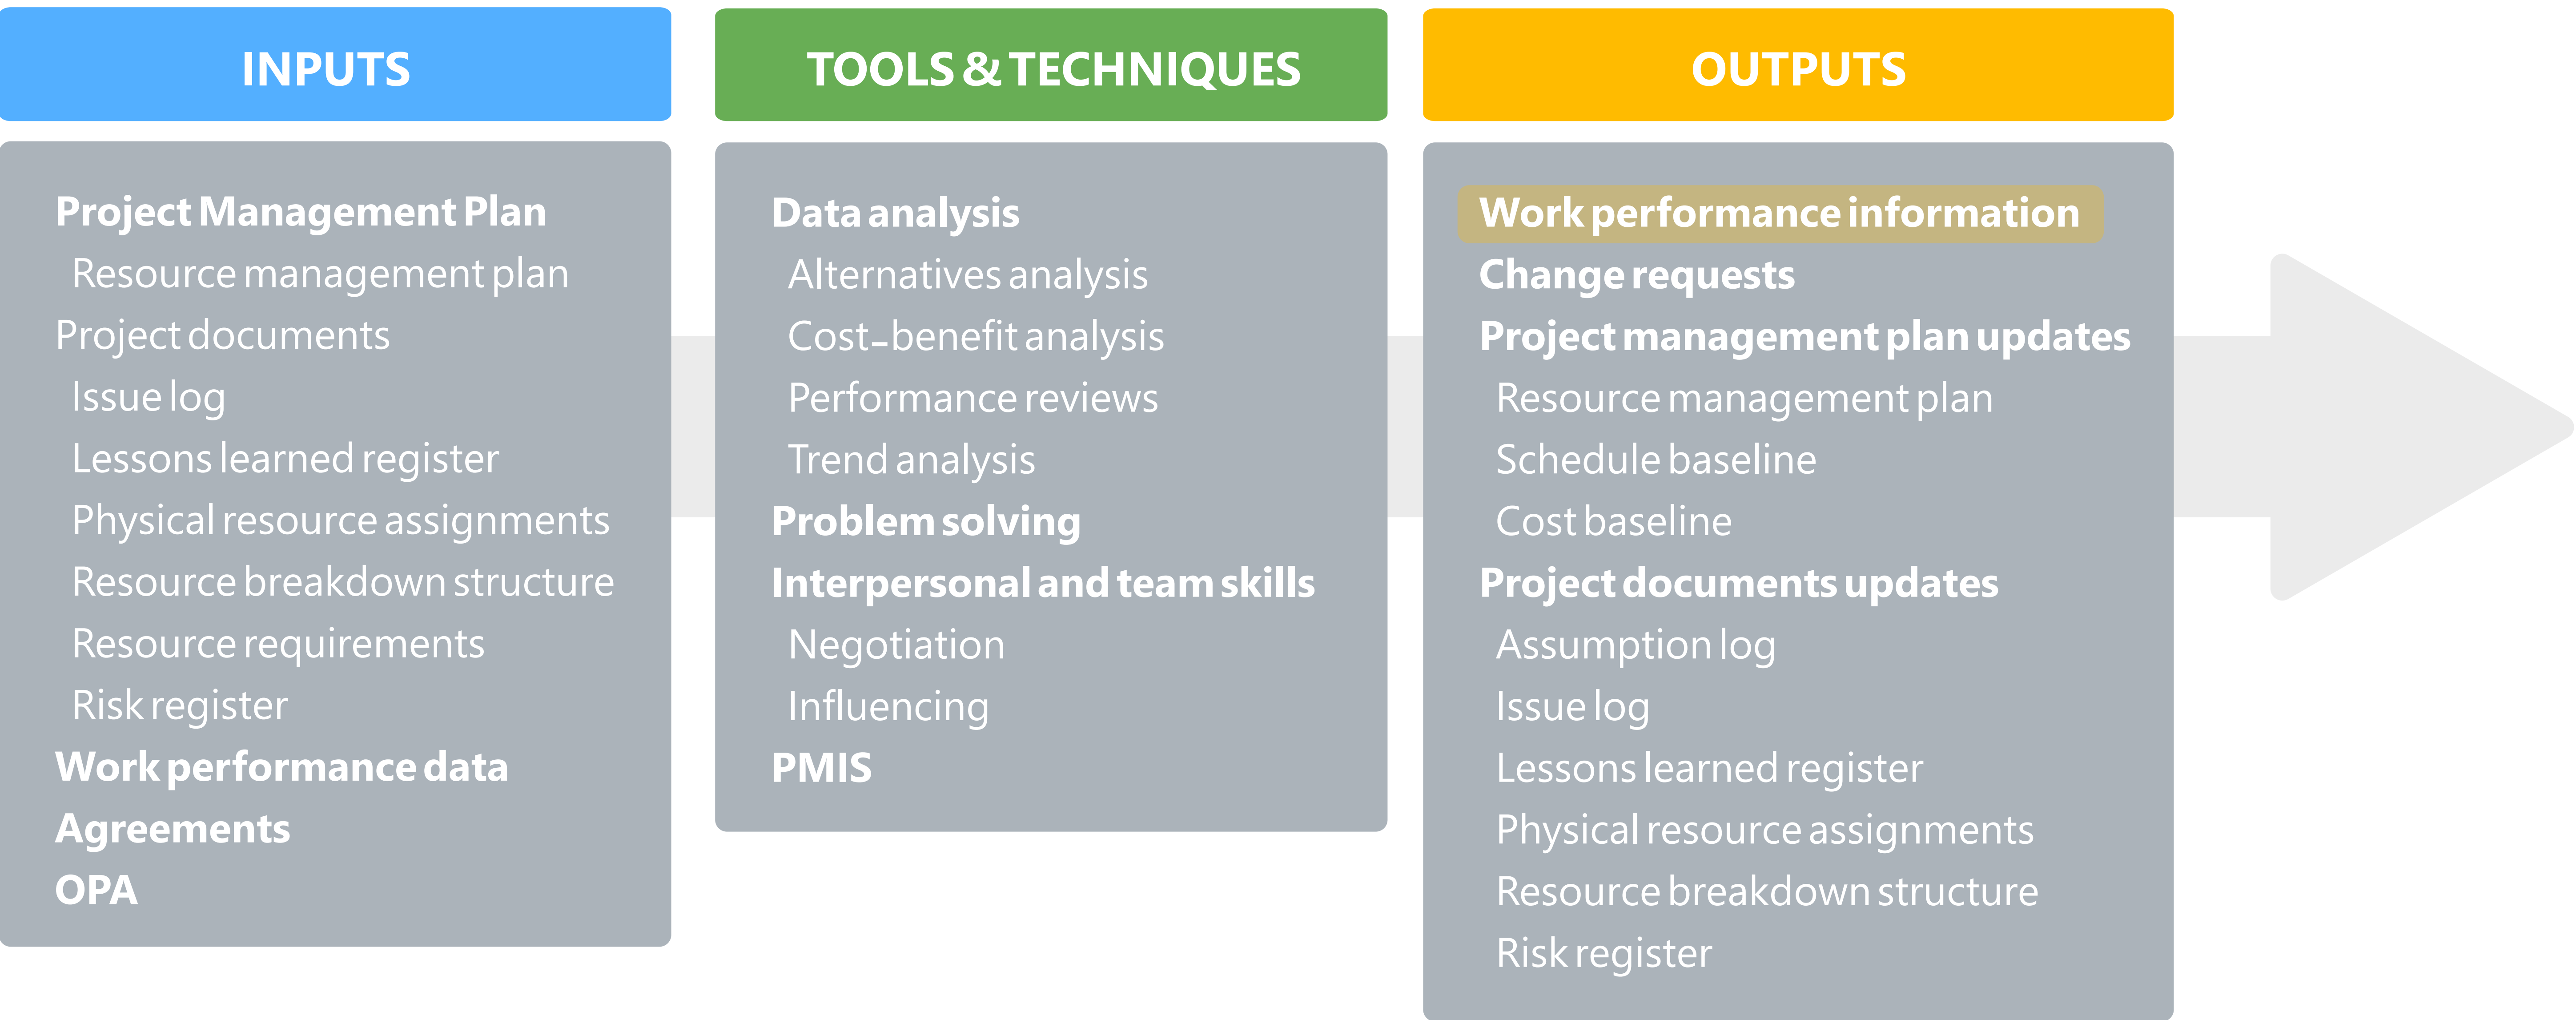 INPUTS
Project Management Plan
Resource management plan
Project documents
Issue log
Lessons learned register
Physical resource assignments
Resource breakdown structure
Resource requirements
Risk register
Work performance data
Agreements
OPA
TOOLS & TECHNIQUES
Data analysis
Alternatives analysis
Cost-benefit analysis
Performance reviews
Trend analysis
Problem solving
Interpersonal and team skills
Negotiation
Influencing
PMIS
OUTPUTS
Work performance information
Change requests
Project management plan updates
Resource management plan
Schedule baseline
Cost baseline
Project documents updates
Assumption log
Issue log
Lessons learned register
Physical resource assignments
Resource breakdown structure
Risk register